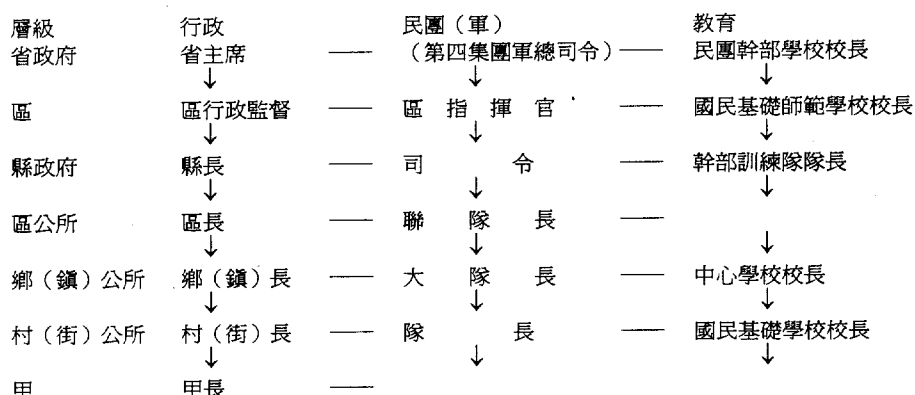 層級 行政 民團（軍） 教育
省政府 省主席 —— （第四集團軍總司令）—— 民團幹部學校校長
↓ ↓ ↓
區 區行政監督 —— 區指揮官 —— 國民基礎師範學校校長
↓ ↓ ↓
縣政府 縣長 —— 司令 —— 幹部訓練隊隊長
↓ ↓ ↓
區公所 區長 —— 聯隊長 ——
↓ ↓ ↓
鄉（鎮）公所 鄉（鎮）長 —— 大隊長 —— 中心學校校長
↓ ↓ ↓
村（街）公所 村（街）長 —— 隊長 —— 國民基礎學校校長
↓ ↓ ↓
甲 甲長 ——